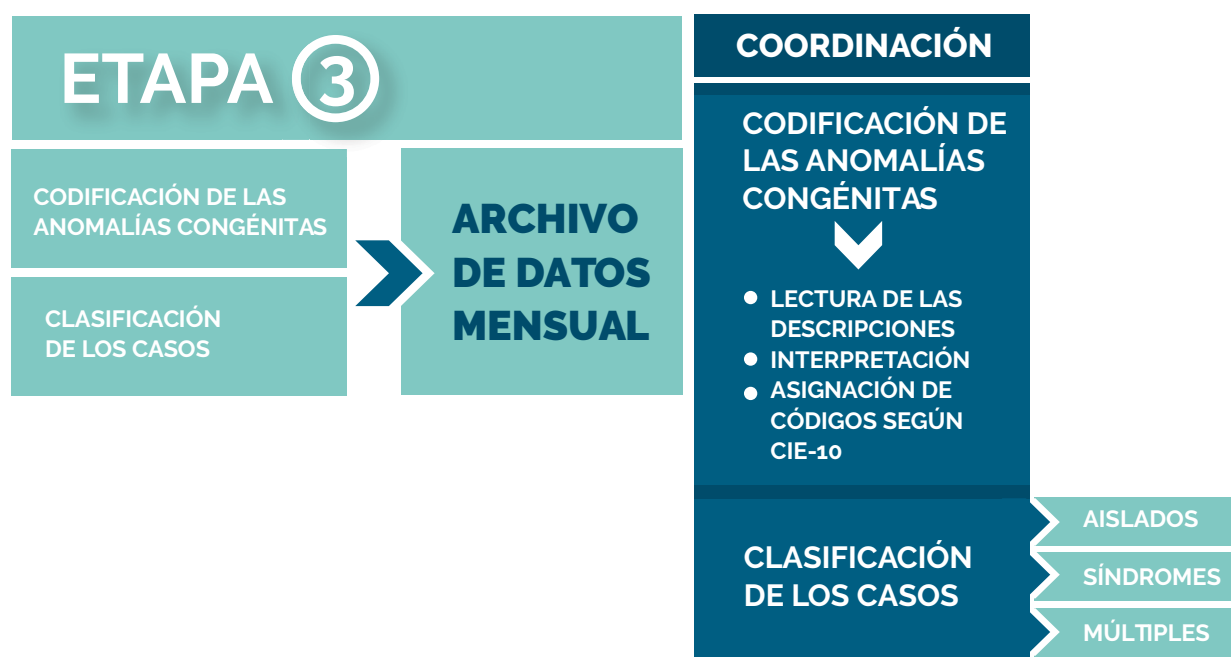 ETAPA 3
CODIFICACIÓN DE LAS
ANOMALÍAS CONGÉNITAS
CLASIFICACIÓN
DE LOS CASOS
ARCHIVO
DE DATOS
MENSUAL
COORDINACIÓN
CODIFICACIÓN DE
LAS ANOMALÍAS
CONGÉNITAS
LECTURA DE LAS
DESCRIPCIONES
INTERPRETACIÓN
ASIGNACIÓN DE
CÓDIGOS SEGÚN
CIE-10
CLASIFICACIÓN
DE LOS CASOS
AISLADOS
SÍNDROMES
MÚLTIPLES